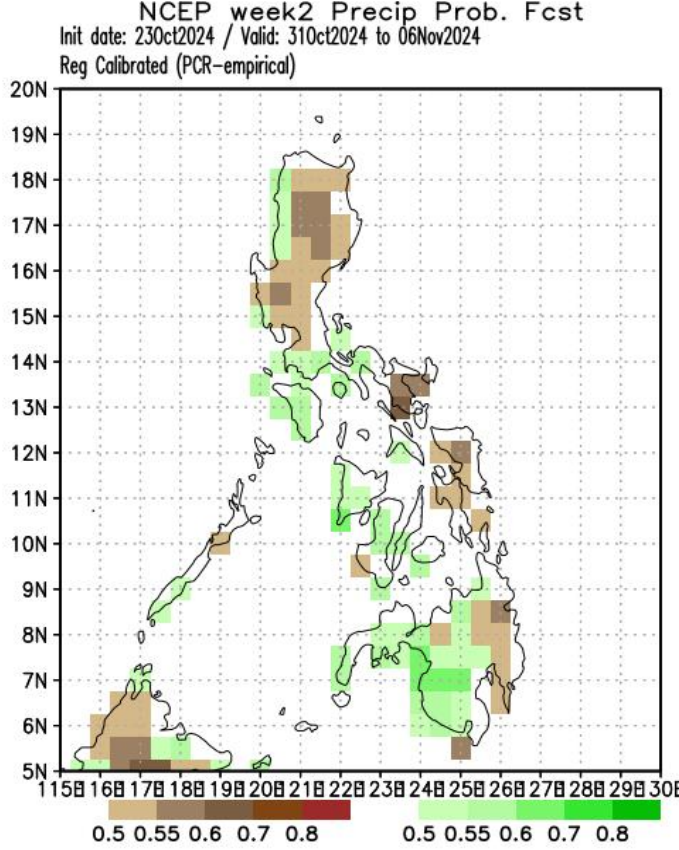 NCEP week2 Precip Prob. Fcst
Init date: 23Oct2024 / Valid: 31Oct2024 to 06Nov2024
Reg Calibrated (PCR-empirical)
20N
19N
18N
17N
16N
15N
14N
13N
12N
11N
10N
9N
8N
7N
6N
5N
115E 116E 117E 118E 119E 120E 121E 122E 123E 124E 125E 126E 127E 128E 129E 130E
0.5 0.55 0.6 0.7 0.8 0.5 0.55 0.6 0.7 0.8